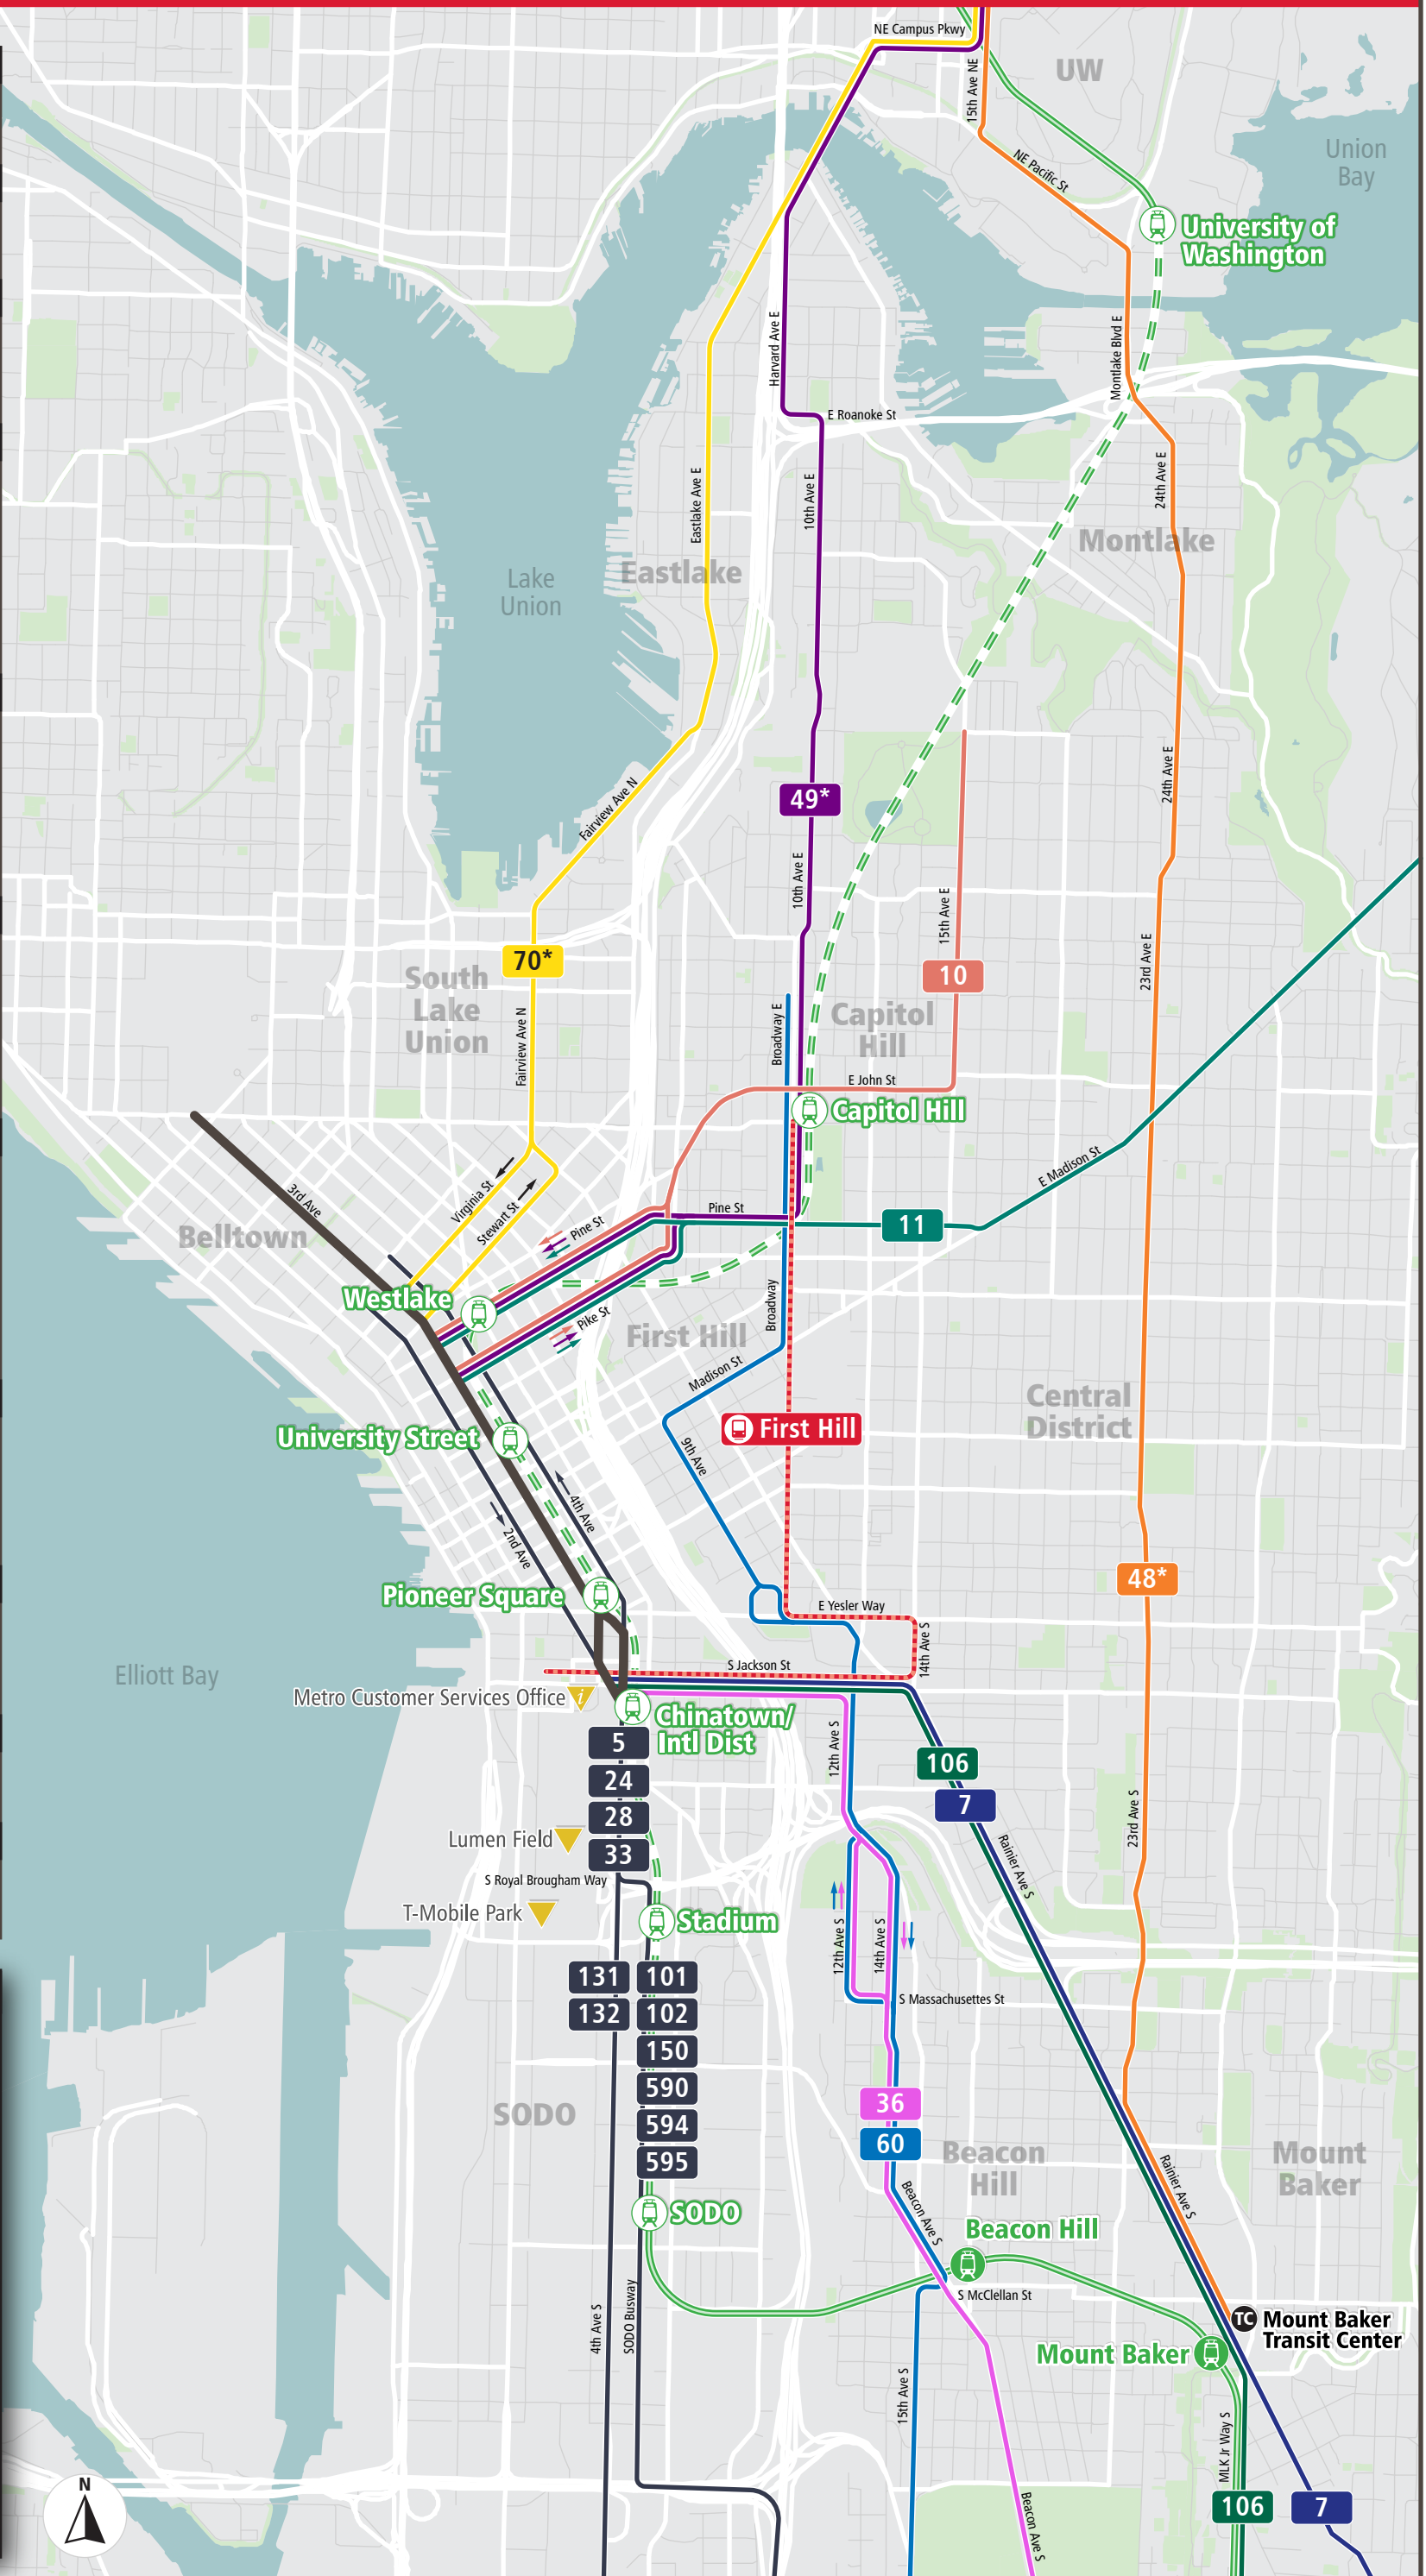 NE Campus Pkwy
UW
15th Ave NE
Union
Bay
NE Pacific St
University of
Washington
Harvard Ave E
Montlake Blvd E
E Roanoke St
Eastlake Ave E
10th Ave E
24th Ave E
Montlake
Lake
Union
Eastlake
24th Ave E
49*
Fairview Ave N
10th Ave E
15th Ave E
23rd Ave E
70*
South
Lake
Union
10
Capitol
Hill
Broadway E
Fairview Ave N
E John St
Capitol Hill
E Madison St
3rd Ave
Virginia St
Stewart St
Pine St
Pine St
11
Belltown
Westlake
Pike St
Broadway
First Hill
Madison St
Central
District
First Hill
University Street
9th Ave
4th Ave
2nd Ave
48*
Pioneer Square
E Yesler Way
14th Ave S
S Jackson St
Elliott Bay
Metro Customer Services Office
i
Chinatown/
Intl Dist
12th Ave S
5
106
24
7
28
Lumen Field
33
23rd Ave S
Rainier Ave S
S Royal Brougham Way
T-Mobile Park
Stadium
12th Ave S
14th Ave S
131
101
S Massachusetts St
132
102
150
590
36
SODO
594
60
595
Beacon
Hill
Mount
Baker
Rainier Ave S
Beacon Ave S
SODO
Beacon Hill
S McClellan St
4th Ave S
SODO Busway
TC
Mount Baker
Transit Center
Mount Baker
15th Ave S
MLK Jr Way S
N
106
7
Beacon Ave S